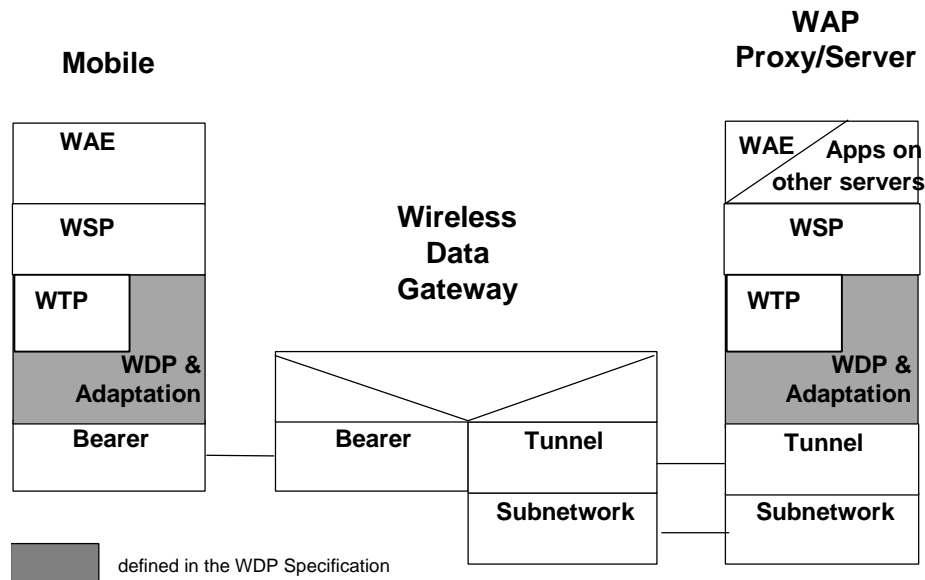 Mobile
WAE
WSP
WTP
WDP &
Adaptation
Bearer
Wireless
Data
Gateway
Bearer
Tunnel
Subnetwork
WAP
Proxy/Server
WAE
Apps on
other servers
WSP
WTP
WDP &
Adaptation
Tunnel
Subnetwork
defined in the WDP Specification